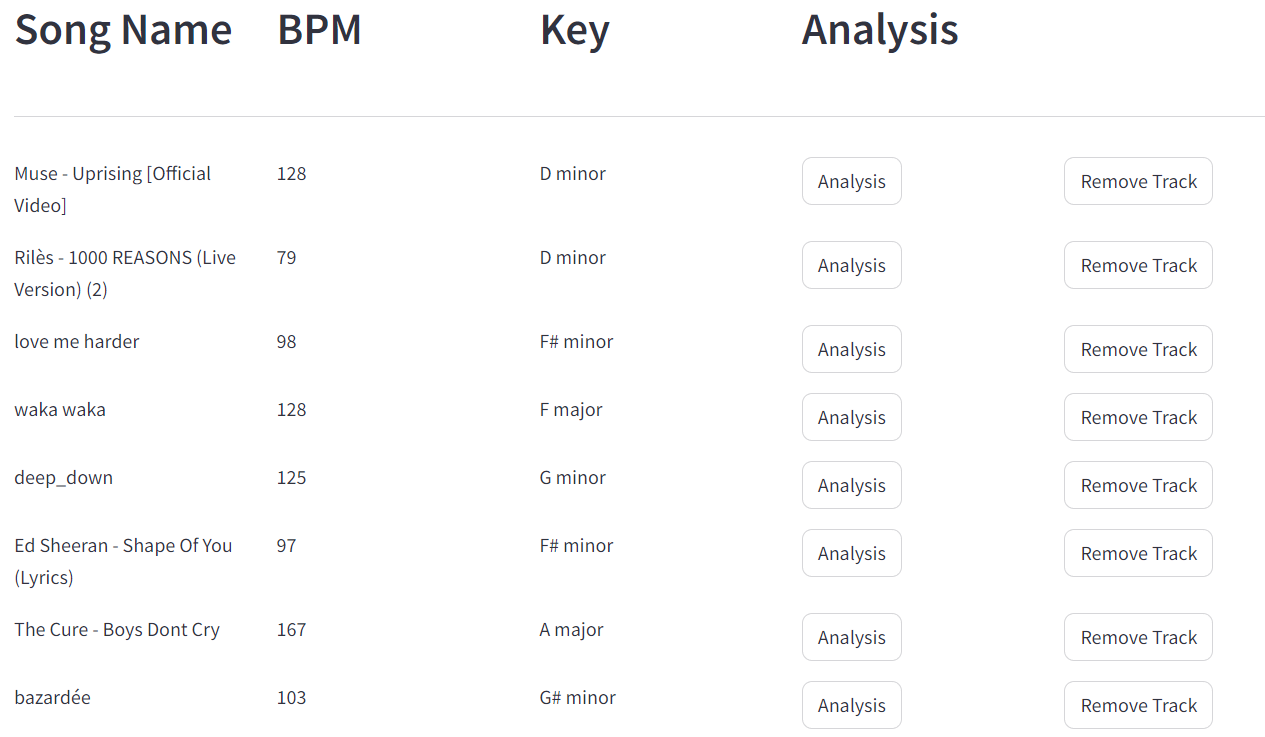 Song Name BPM Key Analysis
Muse - Uprising [Official 128 D minor Analysis Remove Track
Video]
Rilès - 1000 REASONS (Live 79 D minor Analysis Remove Track
Version) (2)
love me harder 98 F# minor Analysis Remove Track
waka waka 128 F major Analysis Remove Track
deep_down 125 G minor Analysis Remove Track
Ed Sheeran - Shape Of You 97 F# minor Analysis Remove Track
(Lyrics)
The Cure - Boys Dont Cry 167 A major Analysis Remove Track
bazardée 103 G# minor Analysis Remove Track